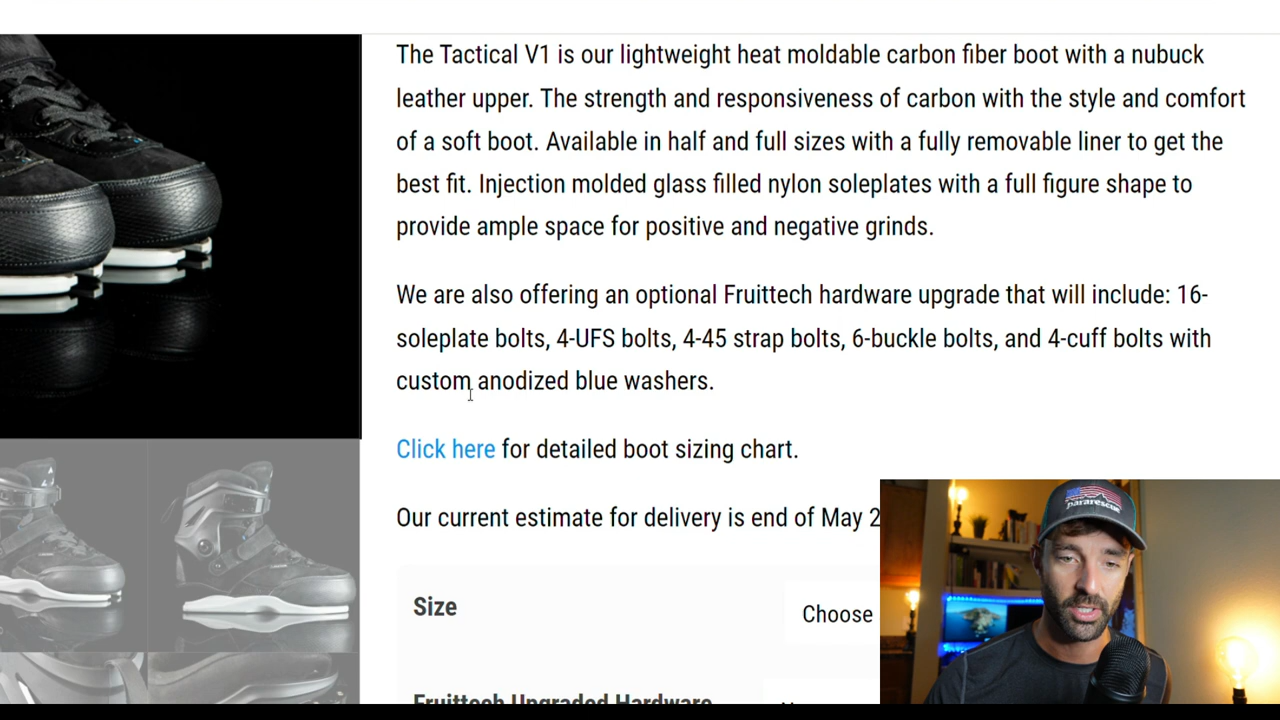 The Tactical V1 is our lightweight heat moldable carbon fiber boot with a nubuck
leather upper. The strength and responsiveness of carbon with the style and comfort
of a soft boot. Available in half and full sizes with a fully removable liner to get the
best fit. Injection molded glass filled nylon soleplates with a full figure shape to
provide ample space for positive and negative grinds.
We are also offering an optional Fruittech hardware upgrade that will include: 16-
soleplate bolts, 4-UFS bolts, 4-45 strap bolts, 6-buckle bolts, and 4-cuff bolts with
custom anodized blue washers.
Click here for detailed boot sizing chart.
Our current estimate for delivery is end of May 2
Size
Choose
Fruittech Upgraded Hardware
pararescue